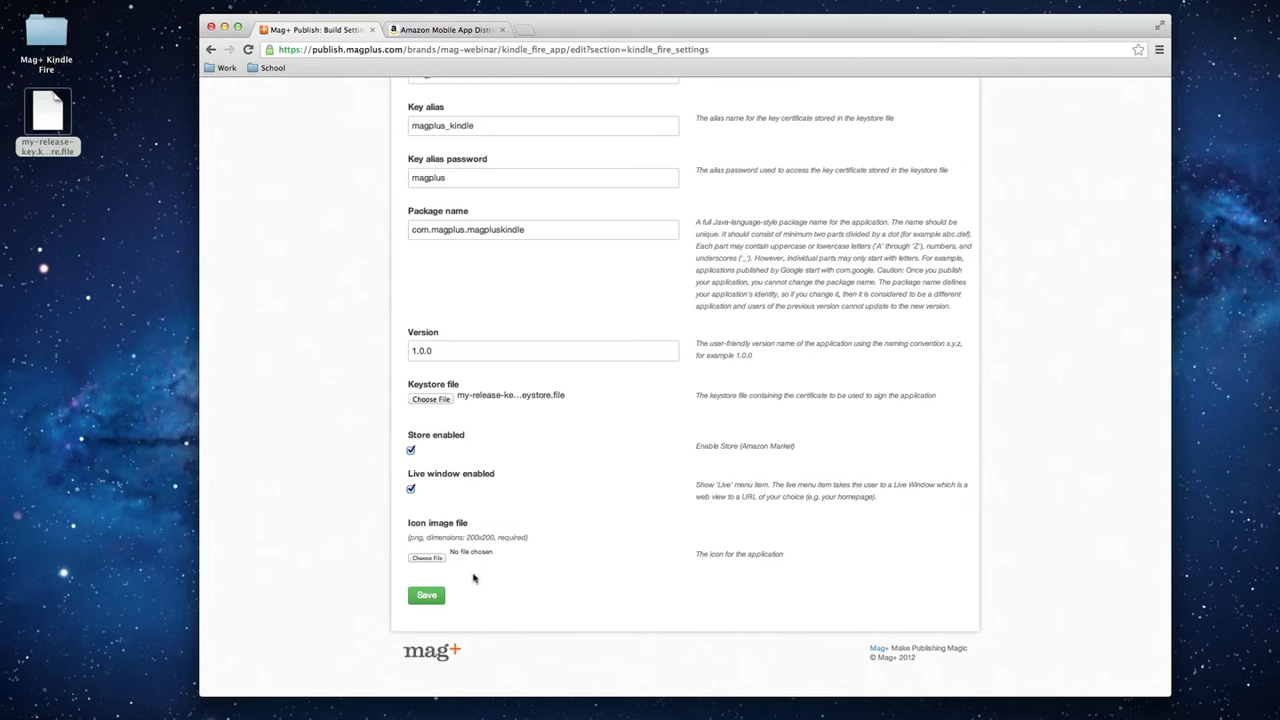 Mag+ Kindle
Fire
my-release-
key.k...re.file
Mag+ Publish: Build Settin
Amazon Mobile App Distr
https://publish.magplus.com/brands/mag-webinar/kindle_fire_app/edit?section=kindle_fire_settings
Work
School
Key alias
magplus_kindle
The alias name for the key certificate stored in the keystore file
Key alias password
magplus
The alias password used to access the key certificate stored in the keystore file
Package name
com.magplus.magpluskindle
A full Java-language-style package name for the application. The name should be
unique. It should consist of minimum two parts divided by a dot (for example abc.def).
Each part may contain uppercase or lowercase letters ('A' through 'Z'), numbers, and
underscores ('_'). However, individual parts may only start with letters. For example,
applications published by Google start with com.google. Caution: Once you publish
your application, you cannot change the package name. The package name defines
your application's identity, so if you change it, then it is considered to be a different
application and users of the previous version cannot update to the new version.
Version
1.0.0
The user-friendly version name of the application using the naming convention x.y.z,
for example 1.0.0
Keystore file
Choose File my-release-ke...eystore.file
The keystore file containing the certificate to be used to sign the application
Store enabled
Enable Store (Amazon Market)
Live window enabled
Show 'Live' menu item. The live menu item takes the user to a Live Window which is a
web view to a URL of your choice (e.g. your homepage).
Icon image file
(png, dimensions: 200x200, required)
Choose File No file chosen
The icon for the application
Save
mag+
Mag+ Make Publishing Magic
© Mag+ 2012